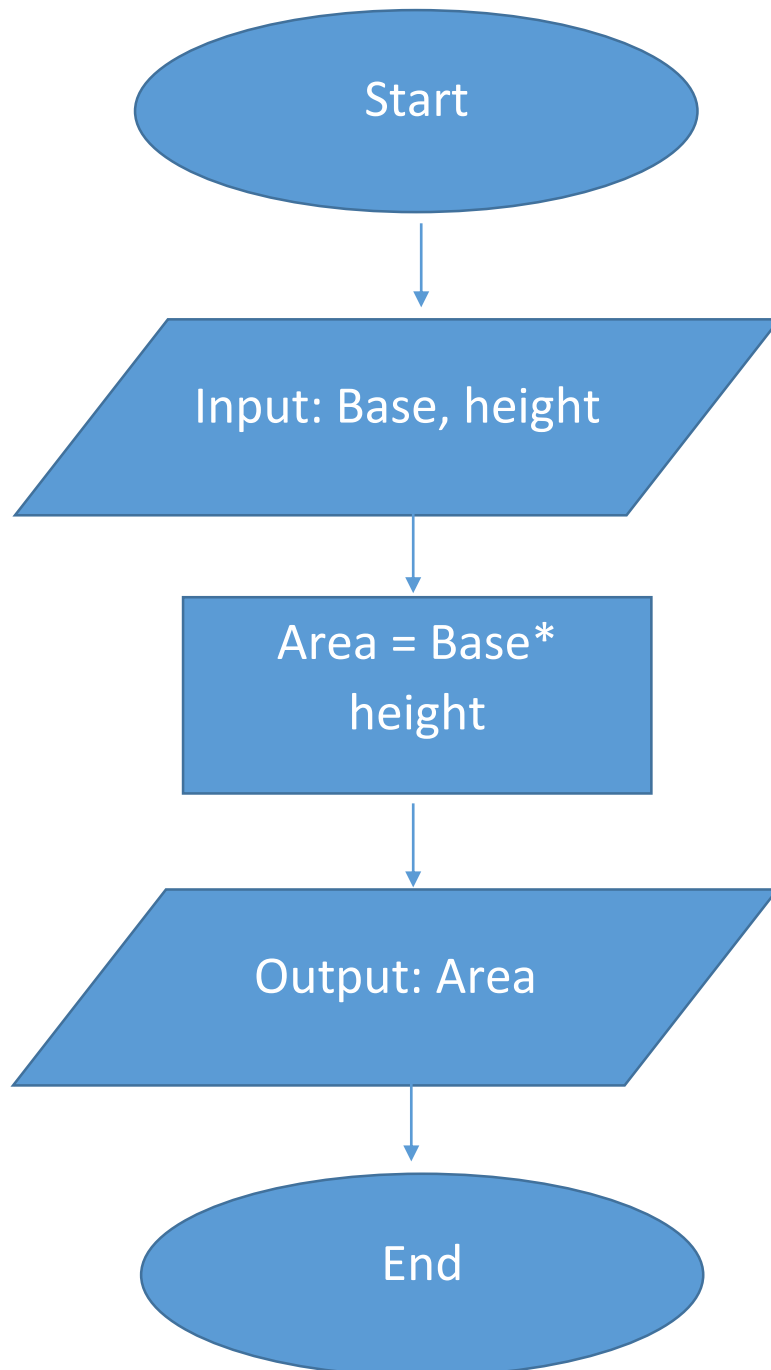 Start
Input: Base, height
Area = Base*
height
Output: Area
End